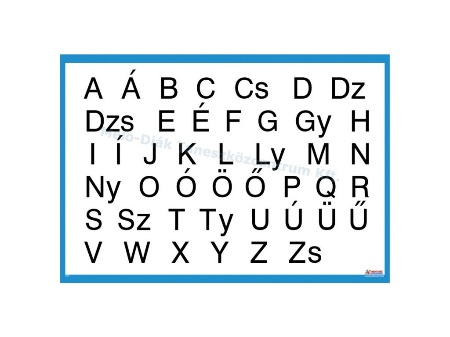 A Á B C Cs D Dz
Dzs E É F G Gy H
I Í J K L Ly M N
Ny O Ó Ö Ő P Q R
S Sz T Ty U Ú Ü Ű
V W X Y Z Zs